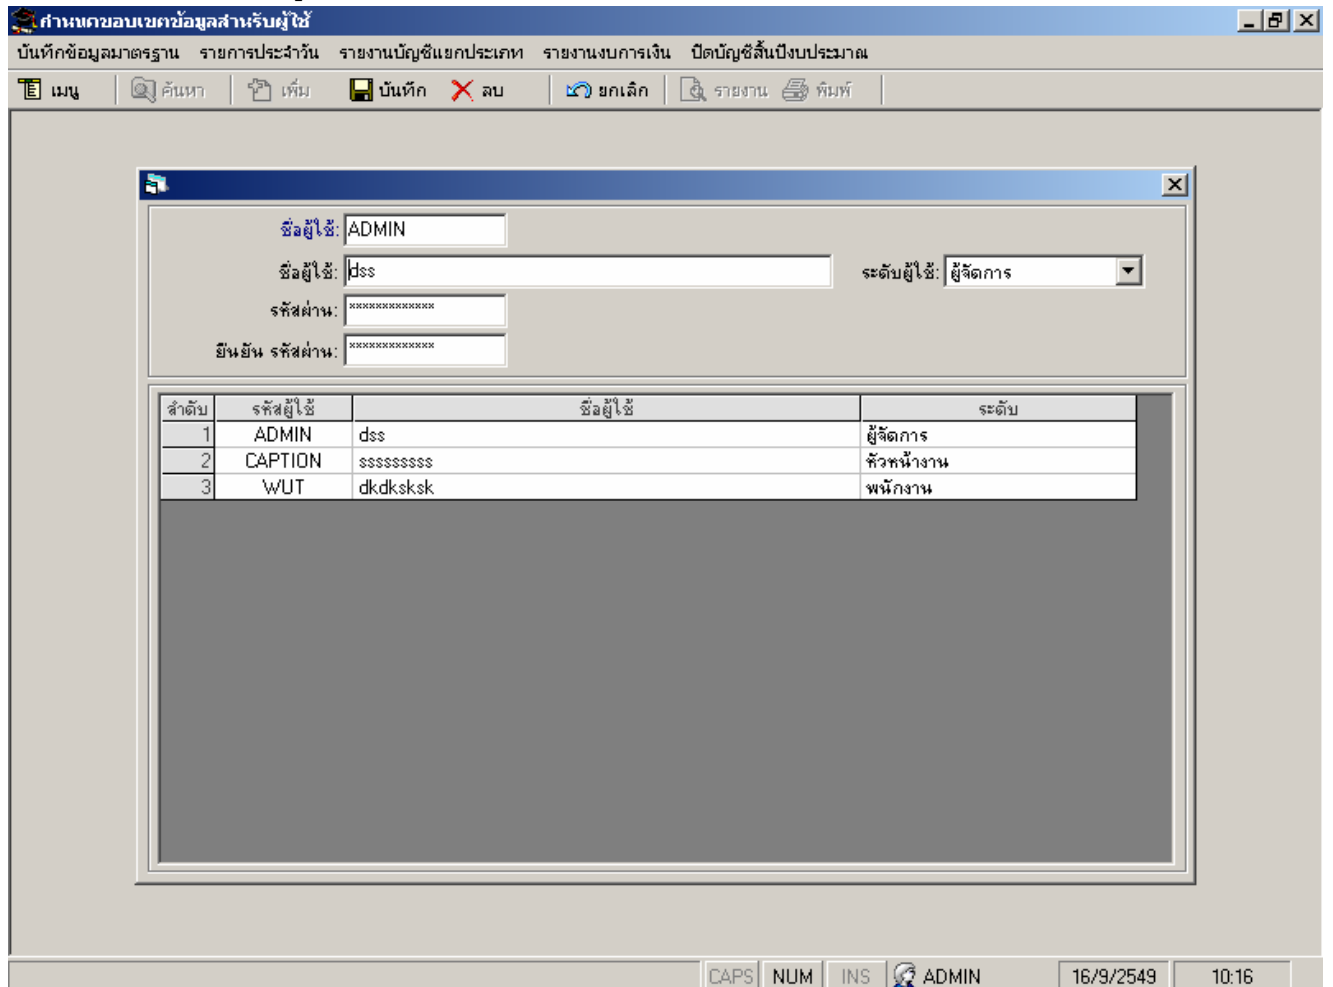 กำหนดขอบเขตข้อมูลสำหรับผู้ใช้
บันทึกข้อมูลมาตรฐาน รายการประจำวัน รายงานบัญชีแยกประเภท รายงานงบการเงิน ปิดบัญชีสิ้นปีงบประมาณ
เมนู ค้นหา เพิ่ม บันทึก ลบ ยกเลิก รายงาน พิมพ์
ชื่อผู้ใช้: ADMIN
ชื่อผู้ใช้: dss ระดับผู้ใช้: ผู้จัดการ
รหัสผ่าน: *************
ยืนยัน รหัสผ่าน: *************
ลำดับ รหัสผู้ใช้ ชื่อผู้ใช้ ระดับ
1 ADMIN dss ผู้จัดการ
2 CAPTION sssssssss หัวหน้างาน
3 WUT dkdksksk พนักงาน
CAPS NUM INS ADMIN 16/9/2549 10:16